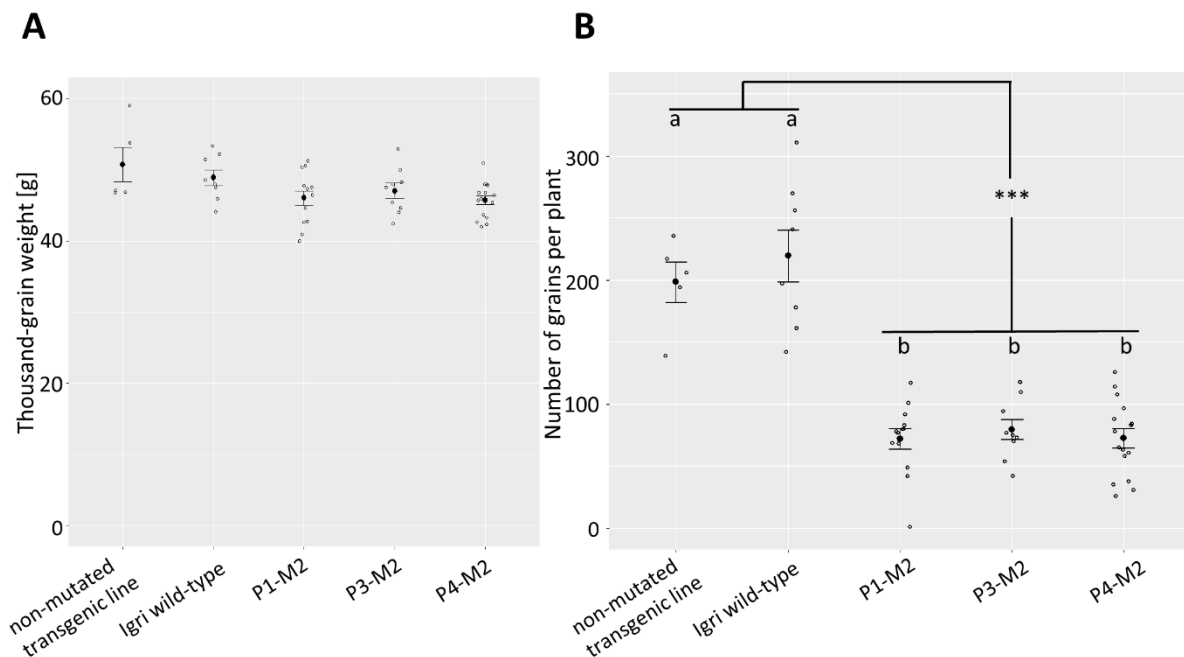 A
Thousand-grain weight [g]
60
40
20
0
non-mutated
transgenic line
Igri wild-type
P1-M2
P3-M2
P4-M2
B
Number of grains per plant
300
200
100
0
a
a
***
b
b
b
non-mutated
transgenic line
Igri wild-type
P1-M2
P3-M2
P4-M2